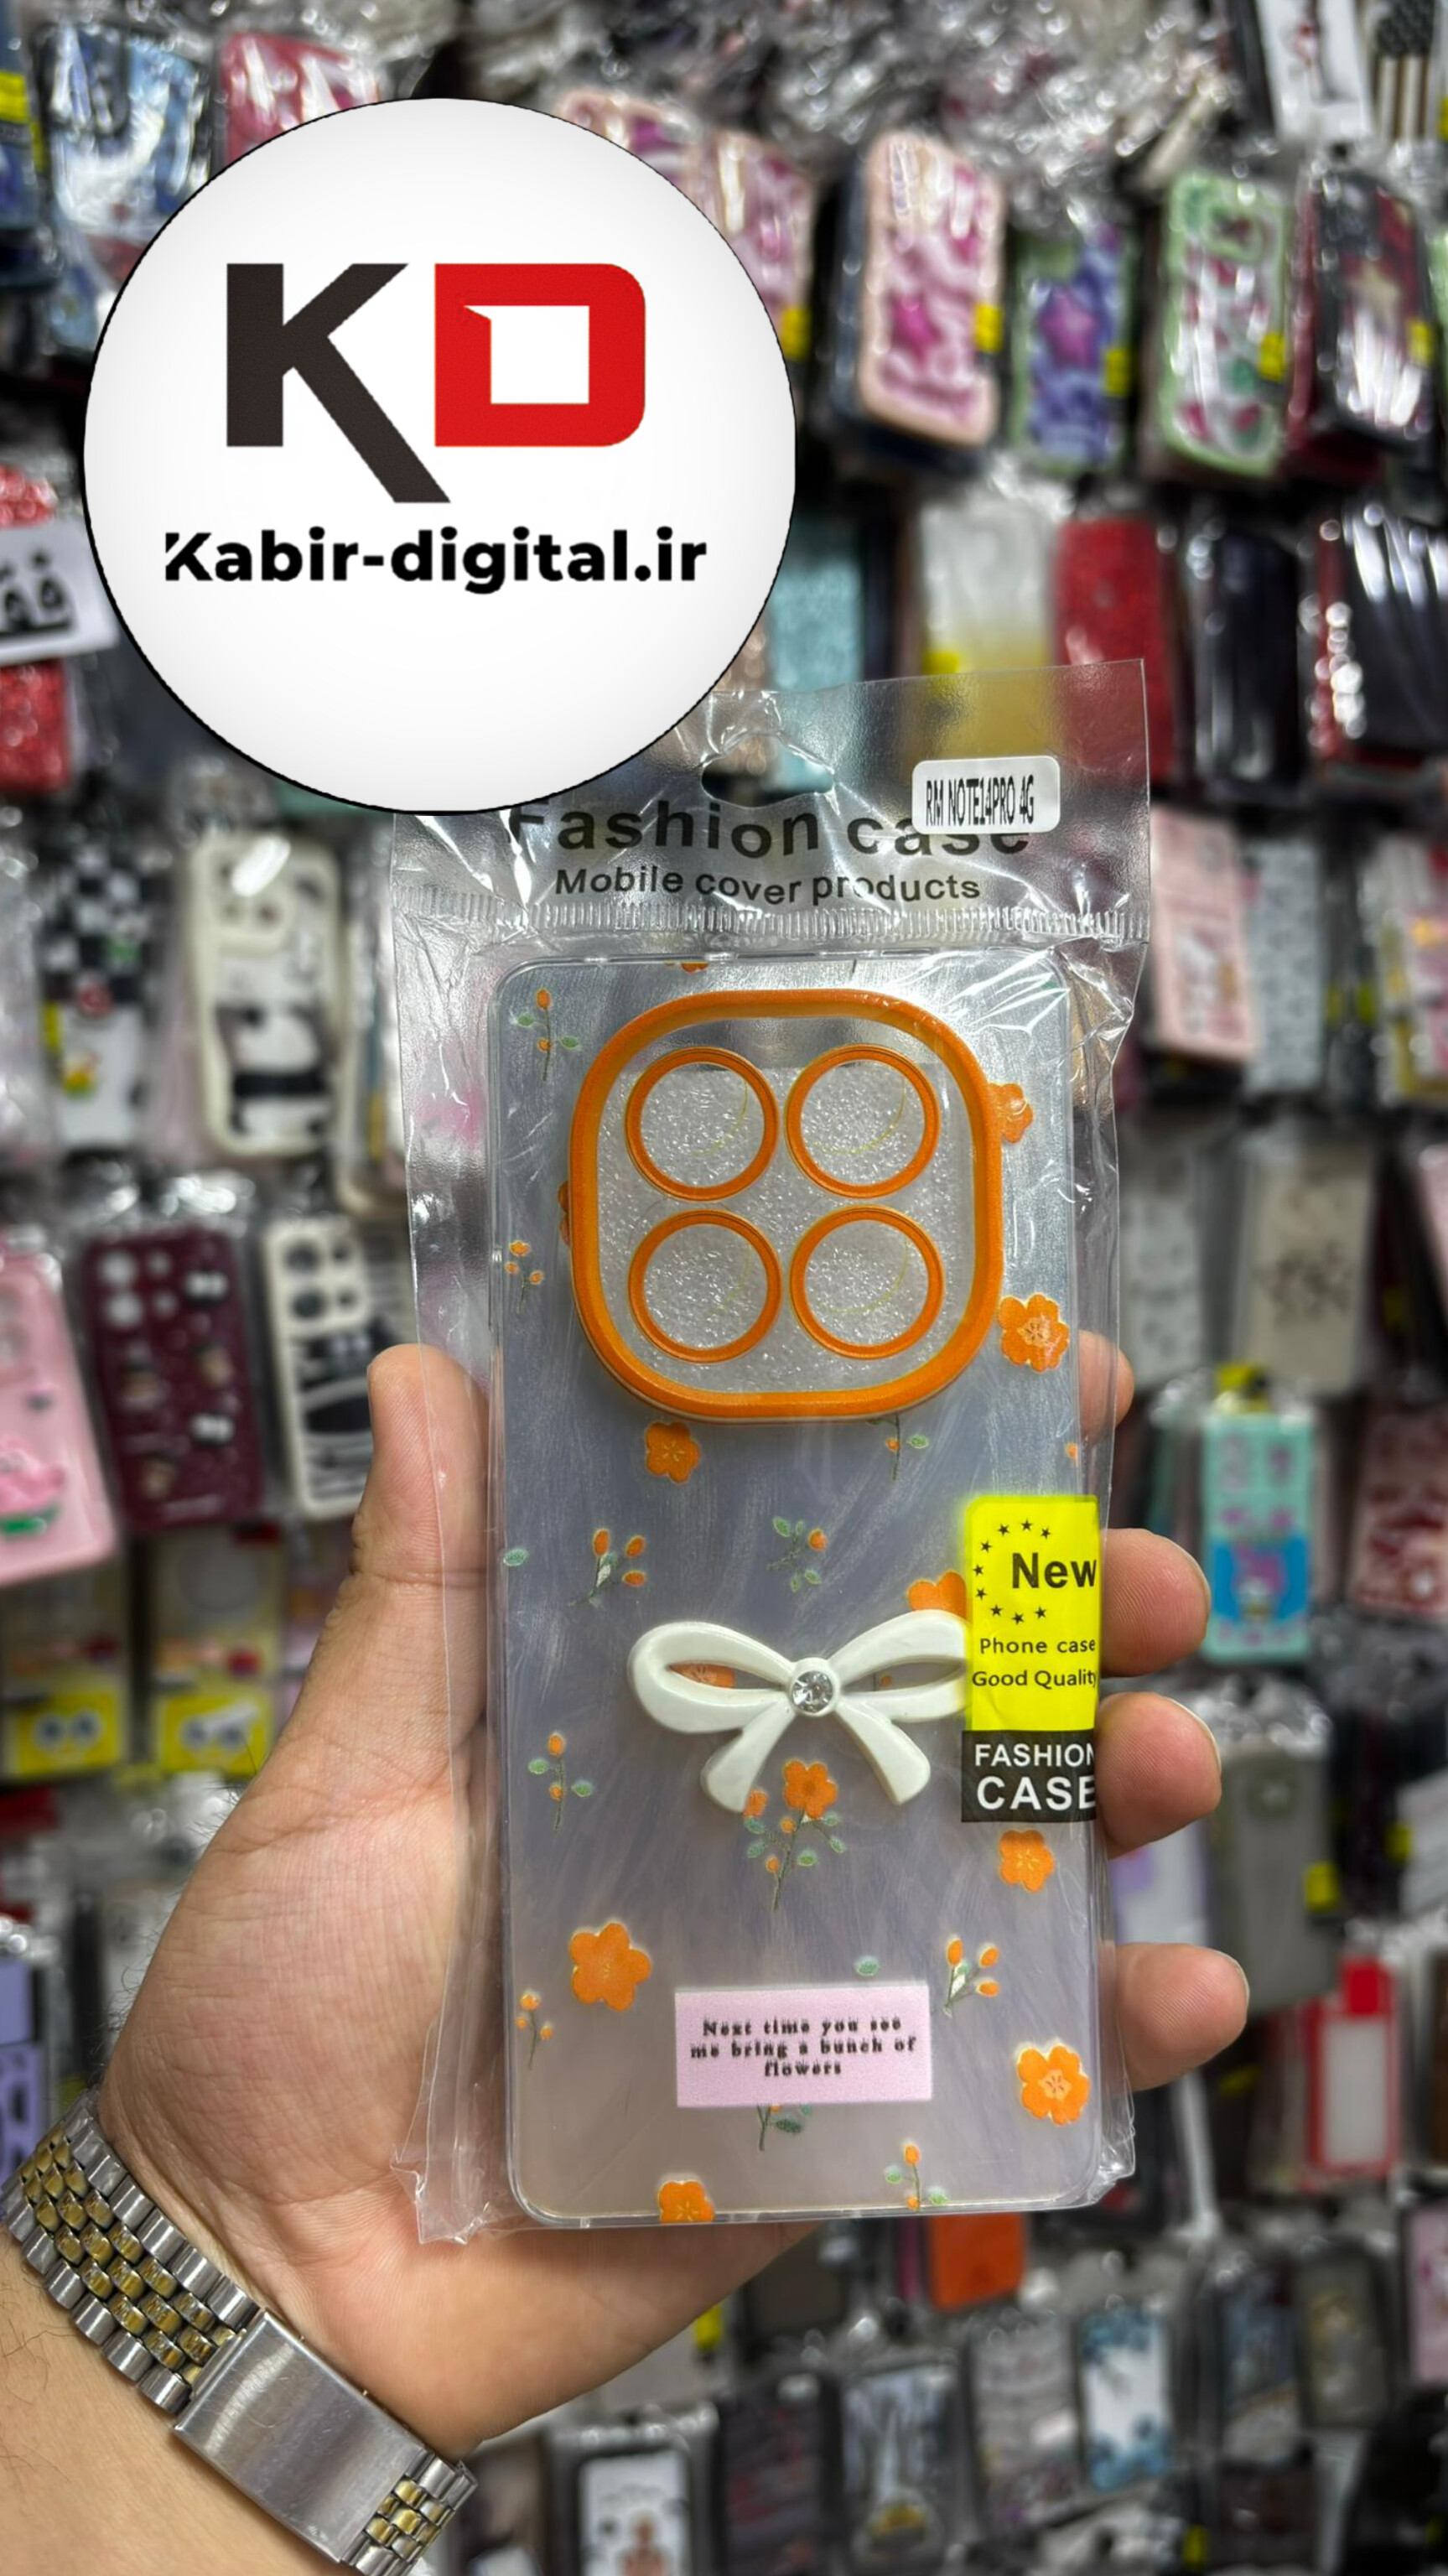 KD
Kabir-digital.ir
RM NOTE14PRO 4G
Fashion case
Mobile cover products
New
Phone case
Good Quality
FASHION
CASE
Next time you see
me bring a bunch of
flowers